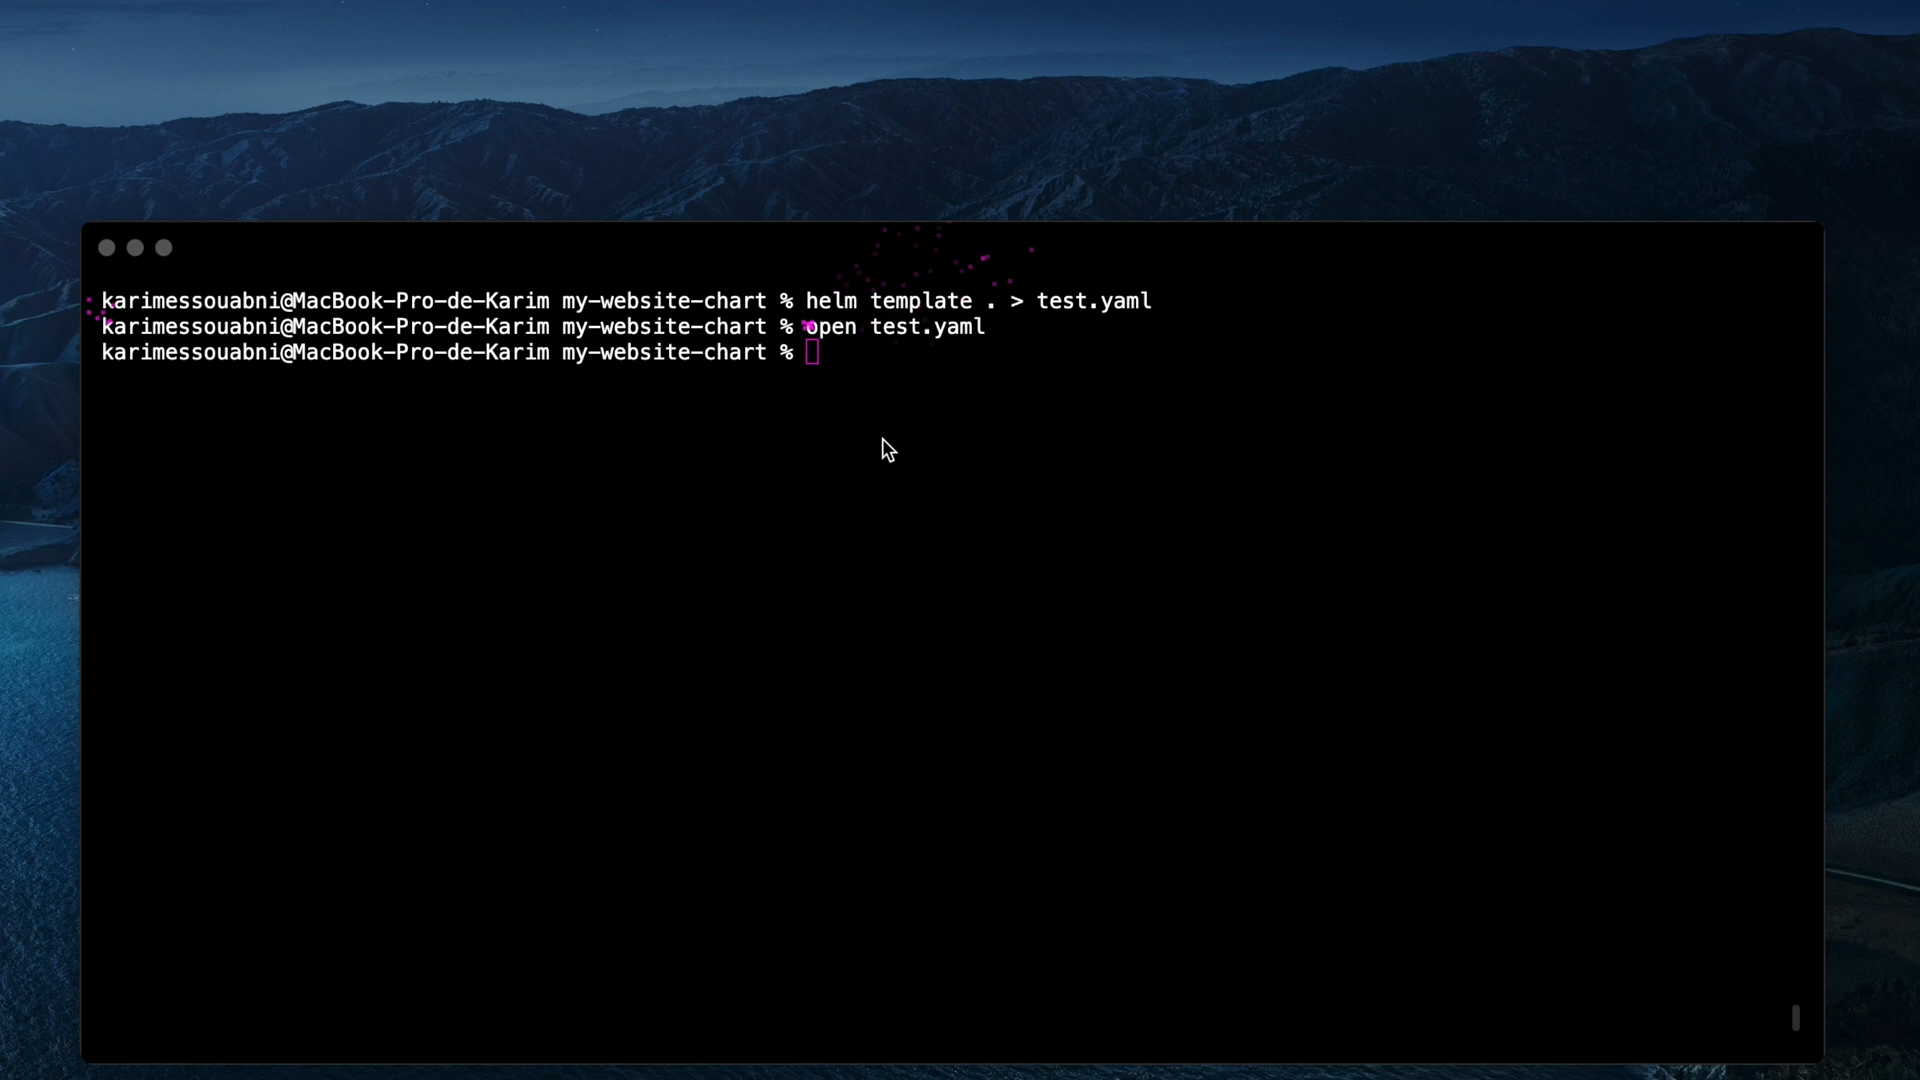 karimessouabni@MacBook-Pro-de-Karim my-website-chart % helm template . > test.yaml
karimessouabni@MacBook-Pro-de-Karim my-website-chart % open test.yaml
karimessouabni@MacBook-Pro-de-Karim my-website-chart %